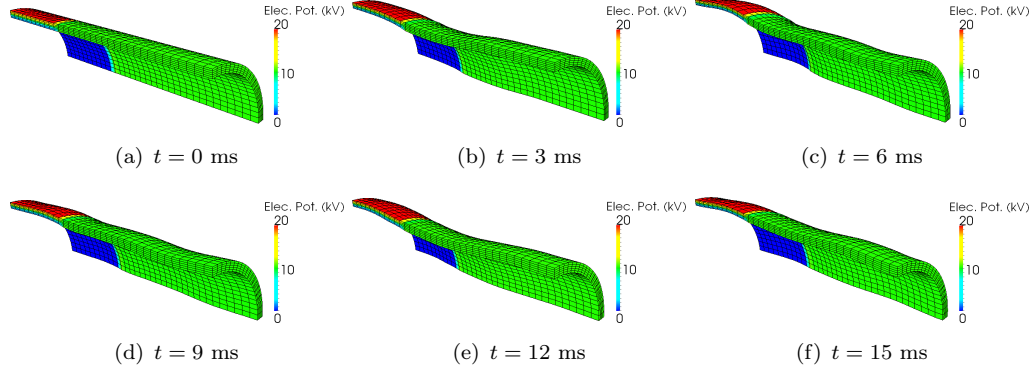 Elec. Pot. (kV)
20
10
0
Elec. Pot. (kV)
20
10
0
Elec. Pot. (kV)
20
10
0
(a) t = 0 ms
(b) t = 3 ms
(c) t = 6 ms
Elec. Pot. (kV)
20
10
0
Elec. Pot. (kV)
20
10
0
Elec. Pot. (kV)
20
10
0
(d) t = 9 ms
(e) t = 12 ms
(f) t = 15 ms